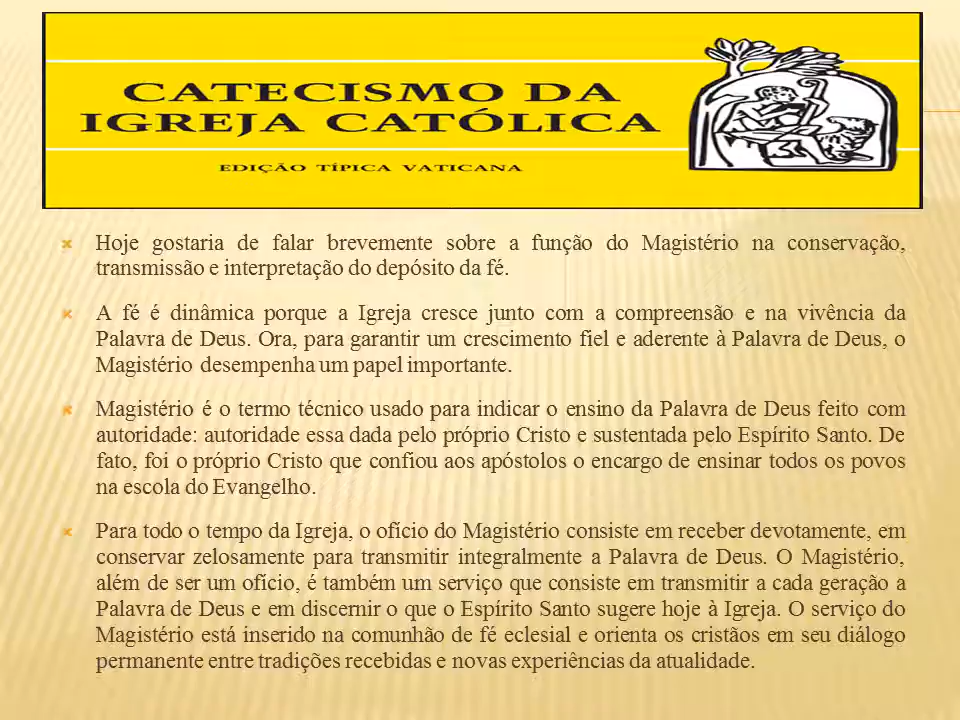 CATECISMO DA
IGREJA CATÓLICA
EDIÇÃO TÍPICA VATICANA
Hoje gostaria de falar brevemente sobre a função do Magistério na conservação,
transmissão e interpretação do depósito da fé.
A fé é dinâmica porque a Igreja cresce junto com a compreensão e na vivência da
Palavra de Deus. Ora, para garantir um crescimento fiel e aderente à Palavra de Deus, o
Magistério desempenha um papel importante.
Magistério é o termo técnico usado para indicar o ensino da Palavra de Deus feito com
autoridade: autoridade essa dada pelo próprio Cristo e sustentada pelo Espírito Santo. De
fato, foi o próprio Cristo que confiou aos apóstolos o encargo de ensinar todos os povos
na escola do Evangelho.
Para todo o tempo da Igreja, o ofício do Magistério consiste em receber devotamente, em
conservar zelosamente para transmitir integralmente a Palavra de Deus. O Magistério,
além de ser um ofício, é também um serviço que consiste em transmitir a cada geração a
Palavra de Deus e em discernir o que o Espírito Santo sugere hoje à Igreja. O serviço do
Magistério está inserido na comunhão de fé eclesial e orienta os cristãos em seu diálogo
permanente entre tradições recebidas e novas experiências da atualidade.